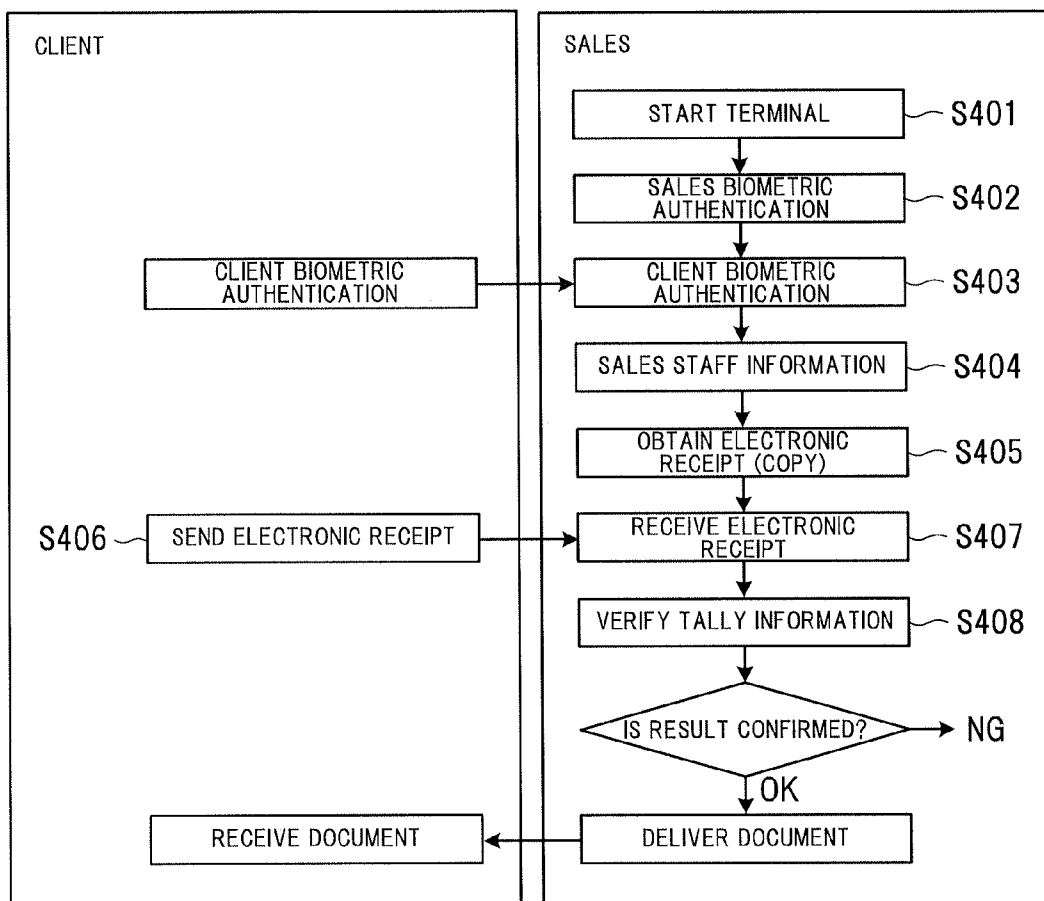 CLIENT
SALES
START TERMINAL
S401
SALES BIOMETRIC
AUTHENTICATION
S402
CLIENT BIOMETRIC
AUTHENTICATION
CLIENT BIOMETRIC
AUTHENTICATION
S403
SALES STAFF INFORMATION
S404
OBTAIN ELECTRONIC
RECEIPT (COPY)
S405
S406
SEND ELECTRONIC RECEIPT
RECEIVE ELECTRONIC
RECEIPT
S407
VERIFY TALLY INFORMATION
S408
IS RESULT CONFIRMED?
NG
OK
RECEIVE DOCUMENT
DELIVER DOCUMENT